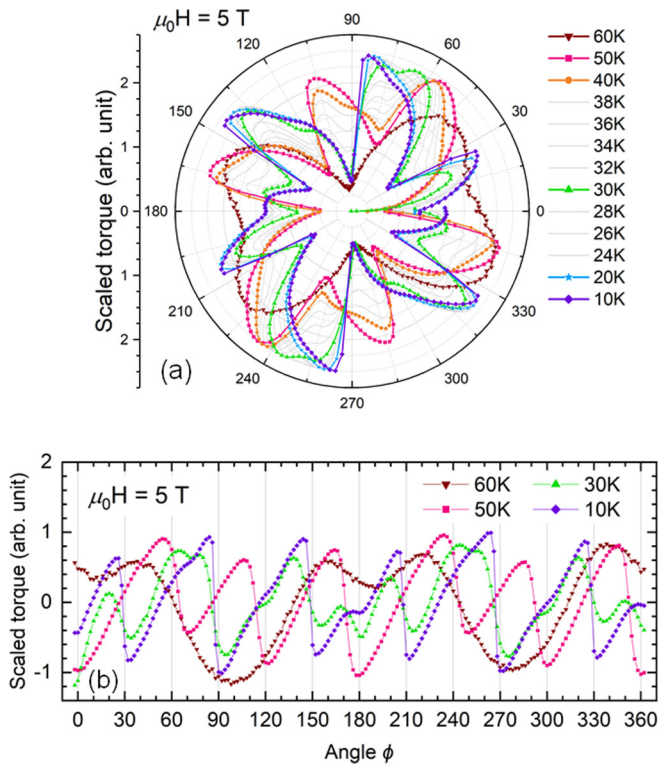 μ₀H = 5 T
90
120
60
150
30
180
0
210
330
240
300
270
Scaled torque (arb. unit)
2
1
0
1
2
(a)
60K
50K
40K
38K
36K
34K
32K
30K
28K
26K
24K
20K
10K
Scaled torque (arb. unit)
2
1
0
-1
μ₀H = 5 T
60K
30K
50K
10K
(b)
0
30
60
90
120
150
180
210
240
270
300
330
360
Angle ϕ